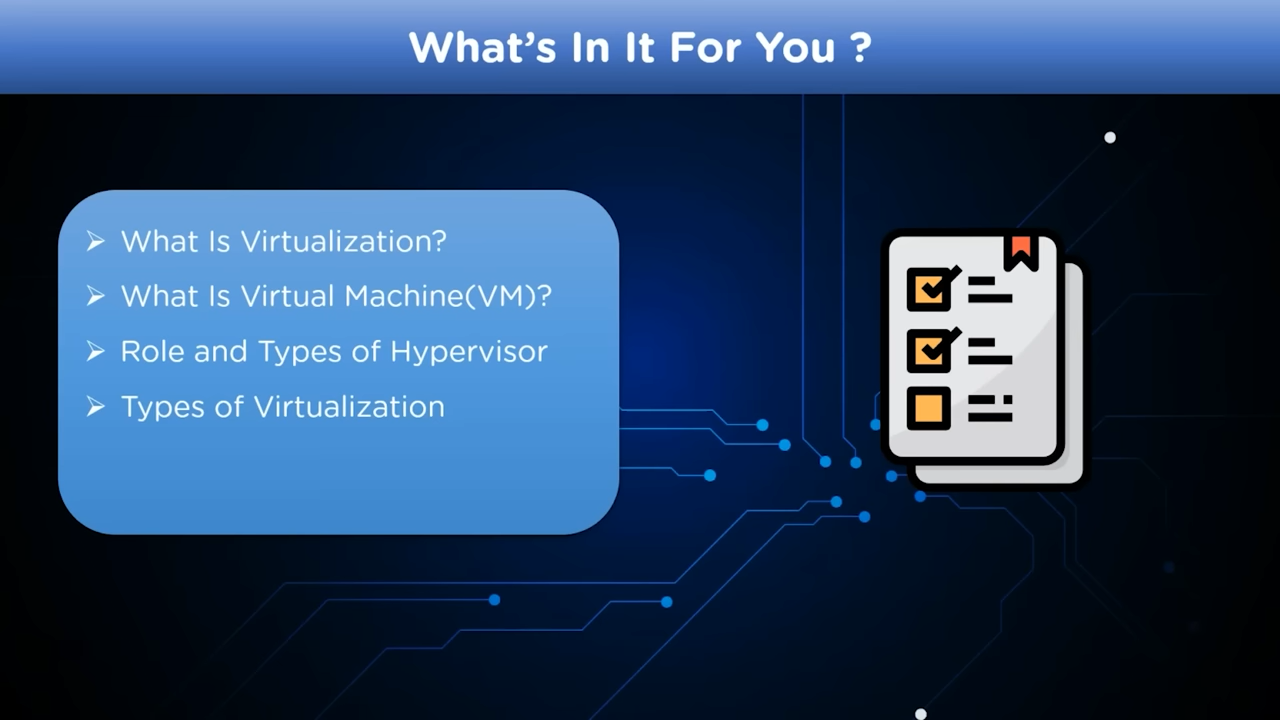 What’s In It For You ?
What Is Virtualization?
What Is Virtual Machine(VM)?
Role and Types of Hypervisor
Types of Virtualization